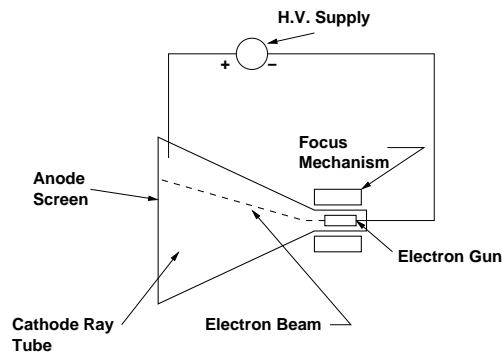 H.V. Supply
+ −
Focus
Mechanism
Anode
Screen
Electron Gun
Cathode Ray
Tube
Electron Beam